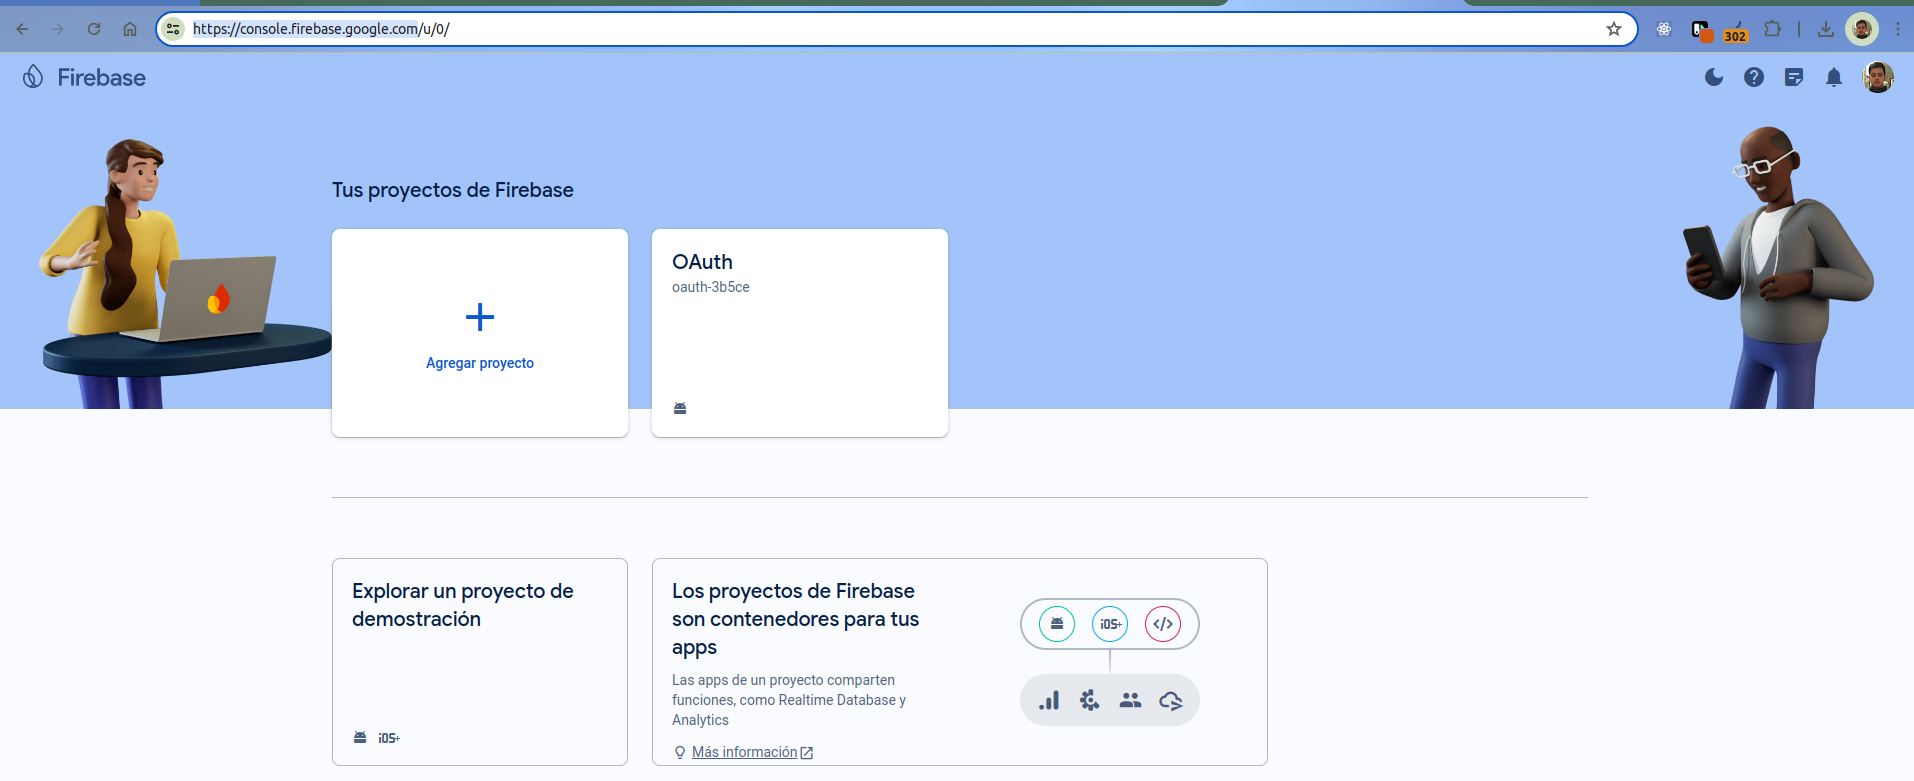 https://console.firebase.google.com/u/0/
302
Firebase
Tus proyectos de Firebase
Agregar proyecto
OAuth
oauth-3b5ce
Explorar un proyecto de
demostración
iOS+
Los proyectos de Firebase
son contenedores para tus
apps
Las apps de un proyecto comparten
funciones, como Realtime Database y
Analytics
Más información
iOS+